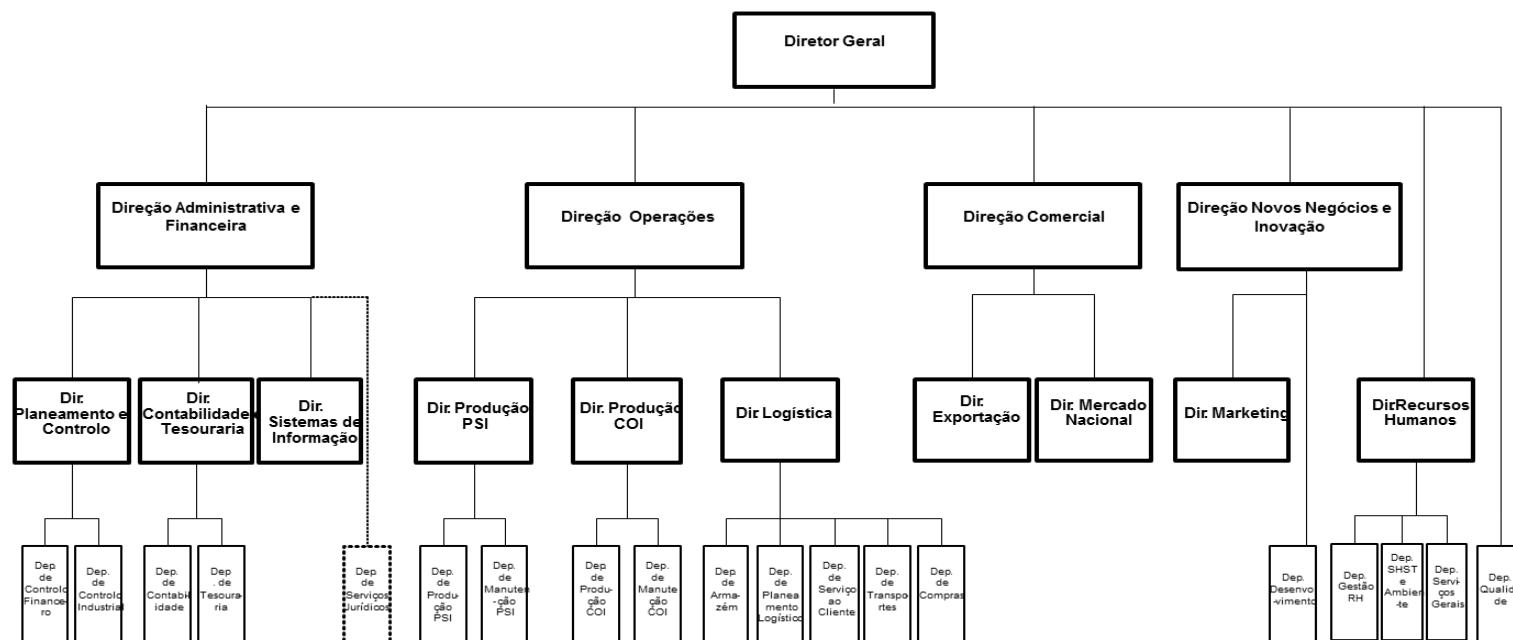 Diretor Geral
Direção Administrativa e
Financeira
Direção Operações
Direção Comercial
Direção Novos Negócios e
Inovação
Dir.
Planeamento e
Controlo
Dir.
Contabilidade e
Tesouraria
Dir.
Sistemas de
Informação
Dir. Produção
PSI
Dir. Produção
COI
Dir. Logística
Dir.
Exportação
Dir. Mercado
Nacional
Dir. Marketing
Dir.Recursos
Humanos
Dep.
de
Controlo
Finance-
ro
Dep.
de
Controlo
Industrial
Dep.
de
Contabil-
idade
Dep
. de
Tesou-
ria
Dep.
de
Serviços
Jurídicos
Dep.
de
Produ-
ção
PSI
Dep.
de
Manuten
-ção
PSI
Dep.
de
Produ-
ção
COI
Dep.
de
Manute
nção
COI
Dep.
de
Arma-
zém
Dep.
de
Planea
mento
Logístico
Dep.
de
Serviço
ao
Cliente
Dep.
de
Transpo-
rtes
Dep.
de
Compras
Dep.
Desenvo-
-vimento
Dep.
Gestão
RH
Dep.
SHST
e
Ambien-
-te
Dep.
Servi-
ços
Gerais
Dep.
Qualid-
de